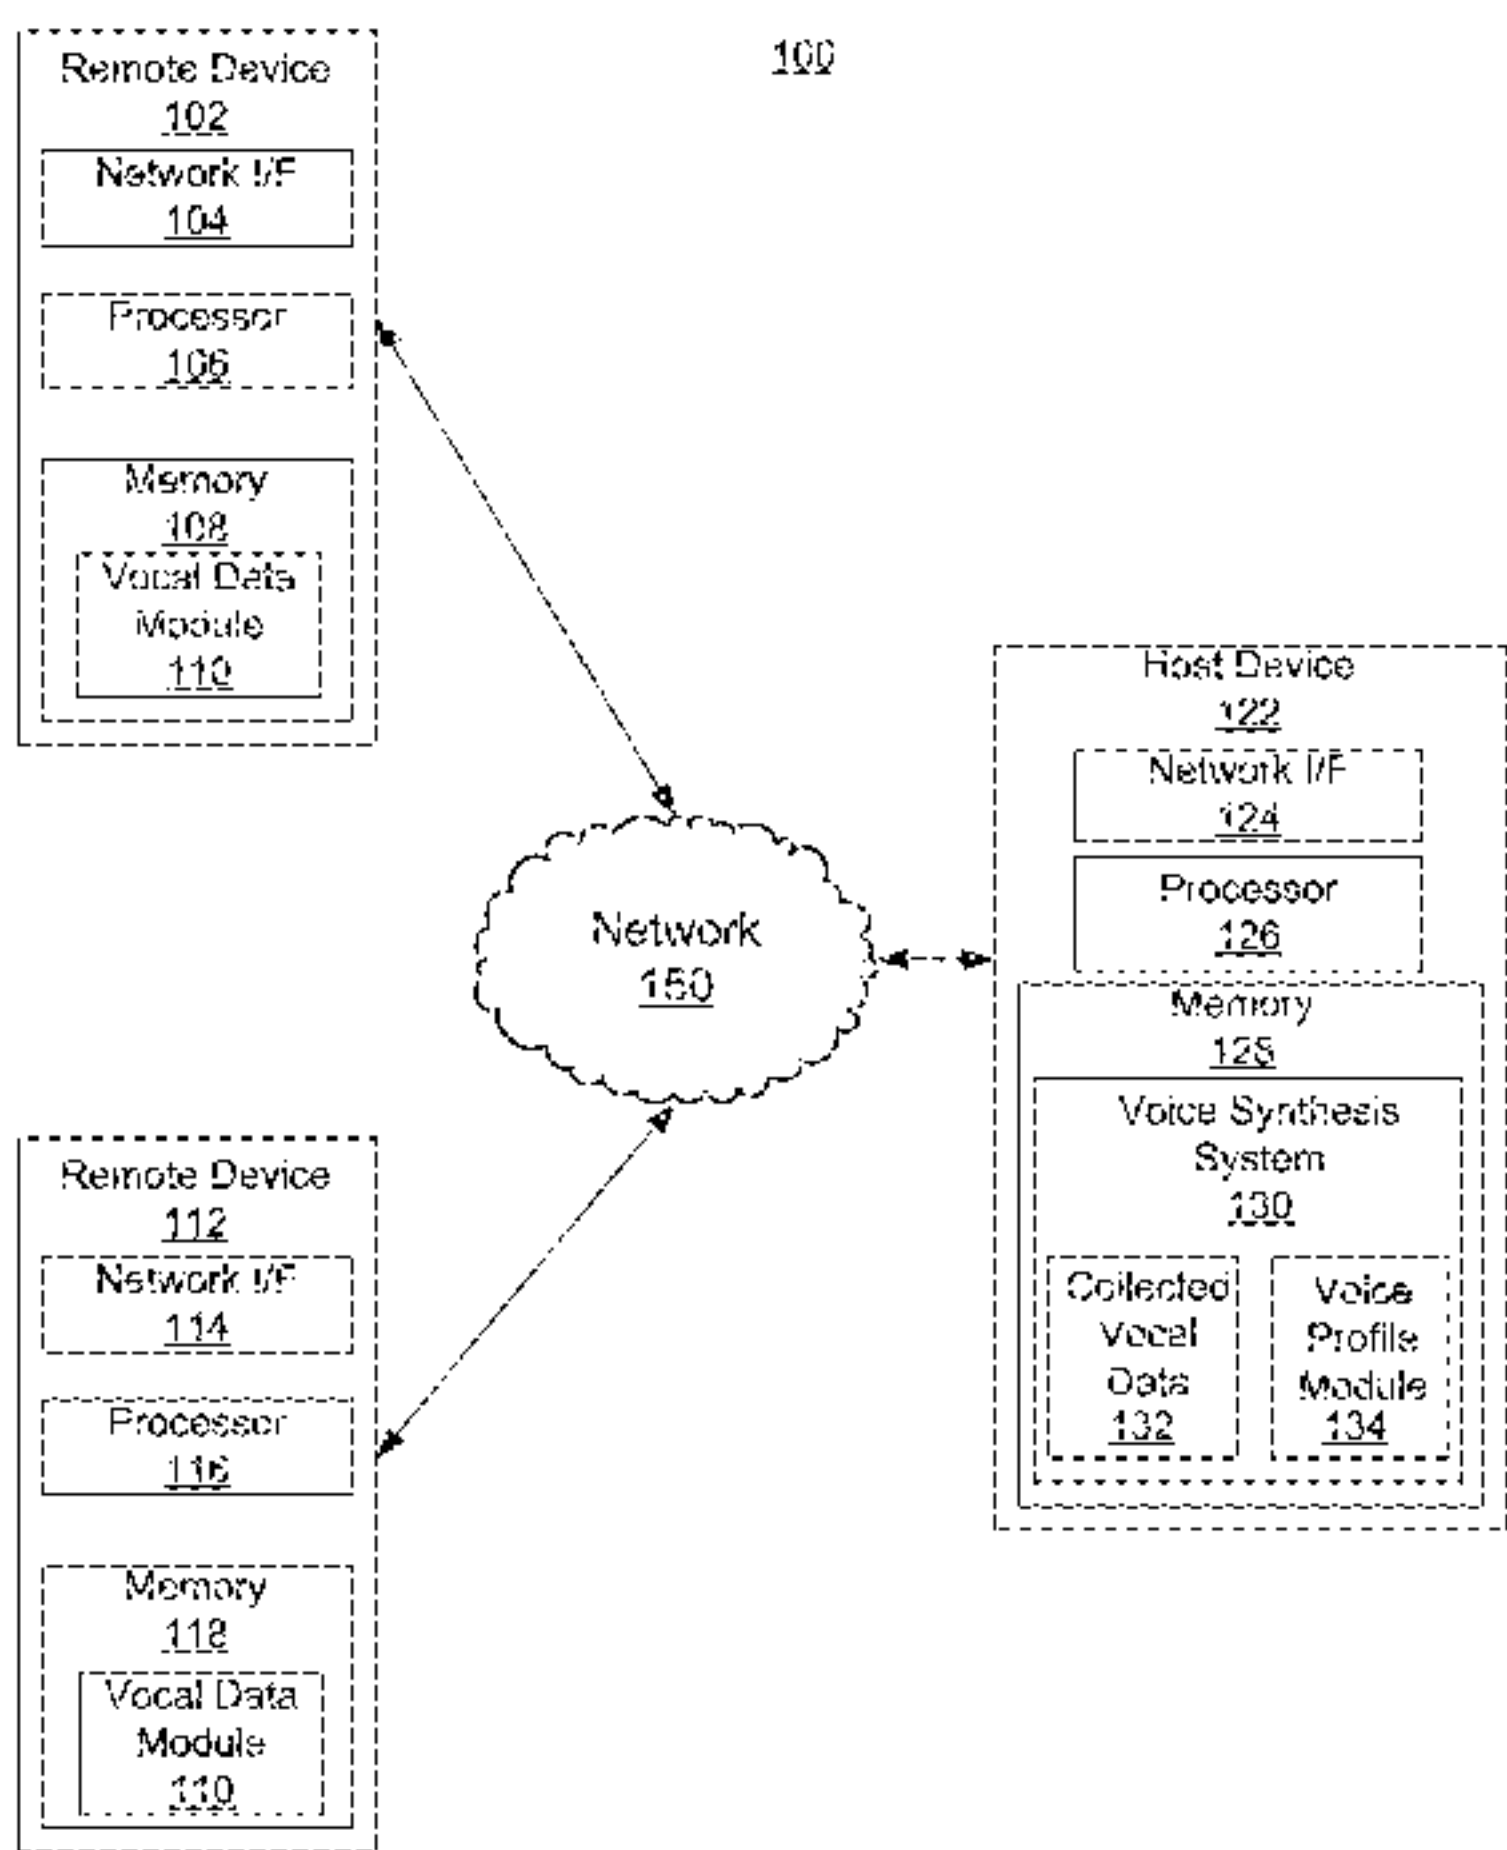 100
Remote Device
102
Network I/F
104
Processor
106
Memory
108
Vocal Data
Module
110
Network
150
Host Device
122
Network I/F
124
Processor
126
Memory
128
Voice Synthesis
System
130
Collected
Vocal
Data
132
Voice
Profile
Module
134
Remote Device
112
Network I/F
114
Processor
116
Memory
118
Vocal Data
Module
110